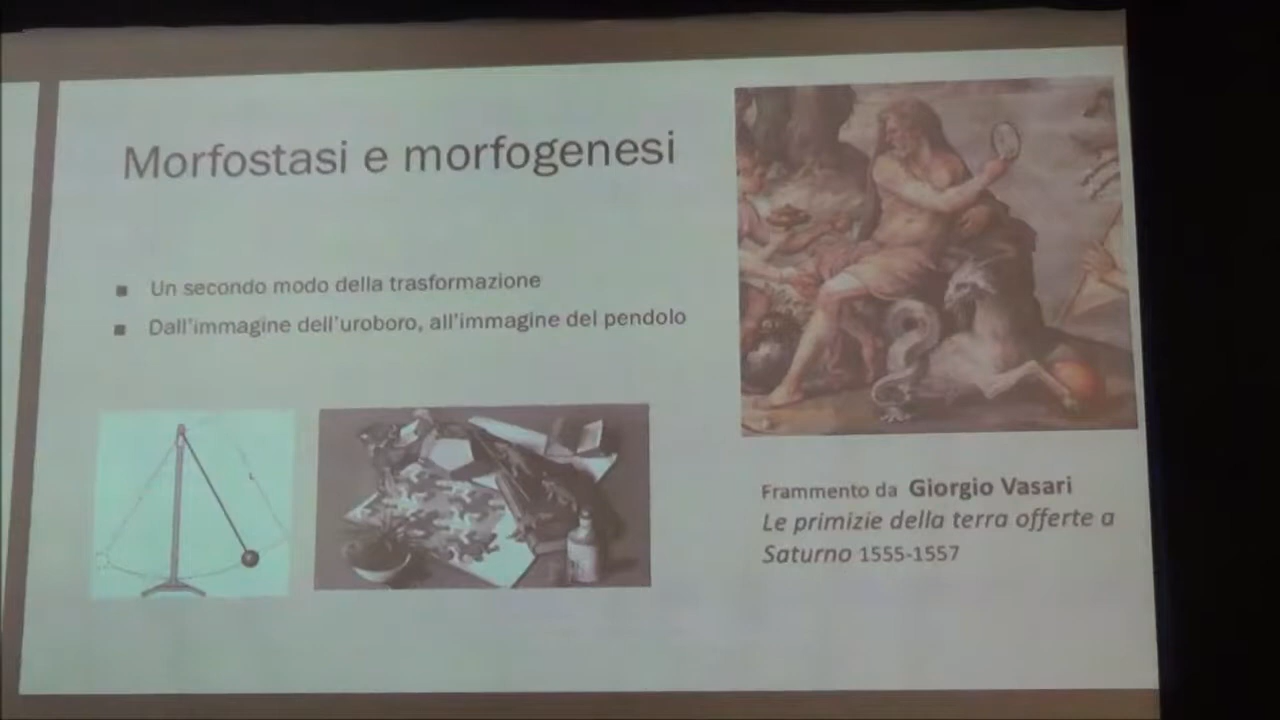 Morfostasi e morfogenesi
Un secondo modo della trasformazione
Dall'immagine dell'uroboro, all'immagine del pendolo
Frammento da Giorgio Vasari
Le primizie della terra offerte a
Saturno 1555-1557